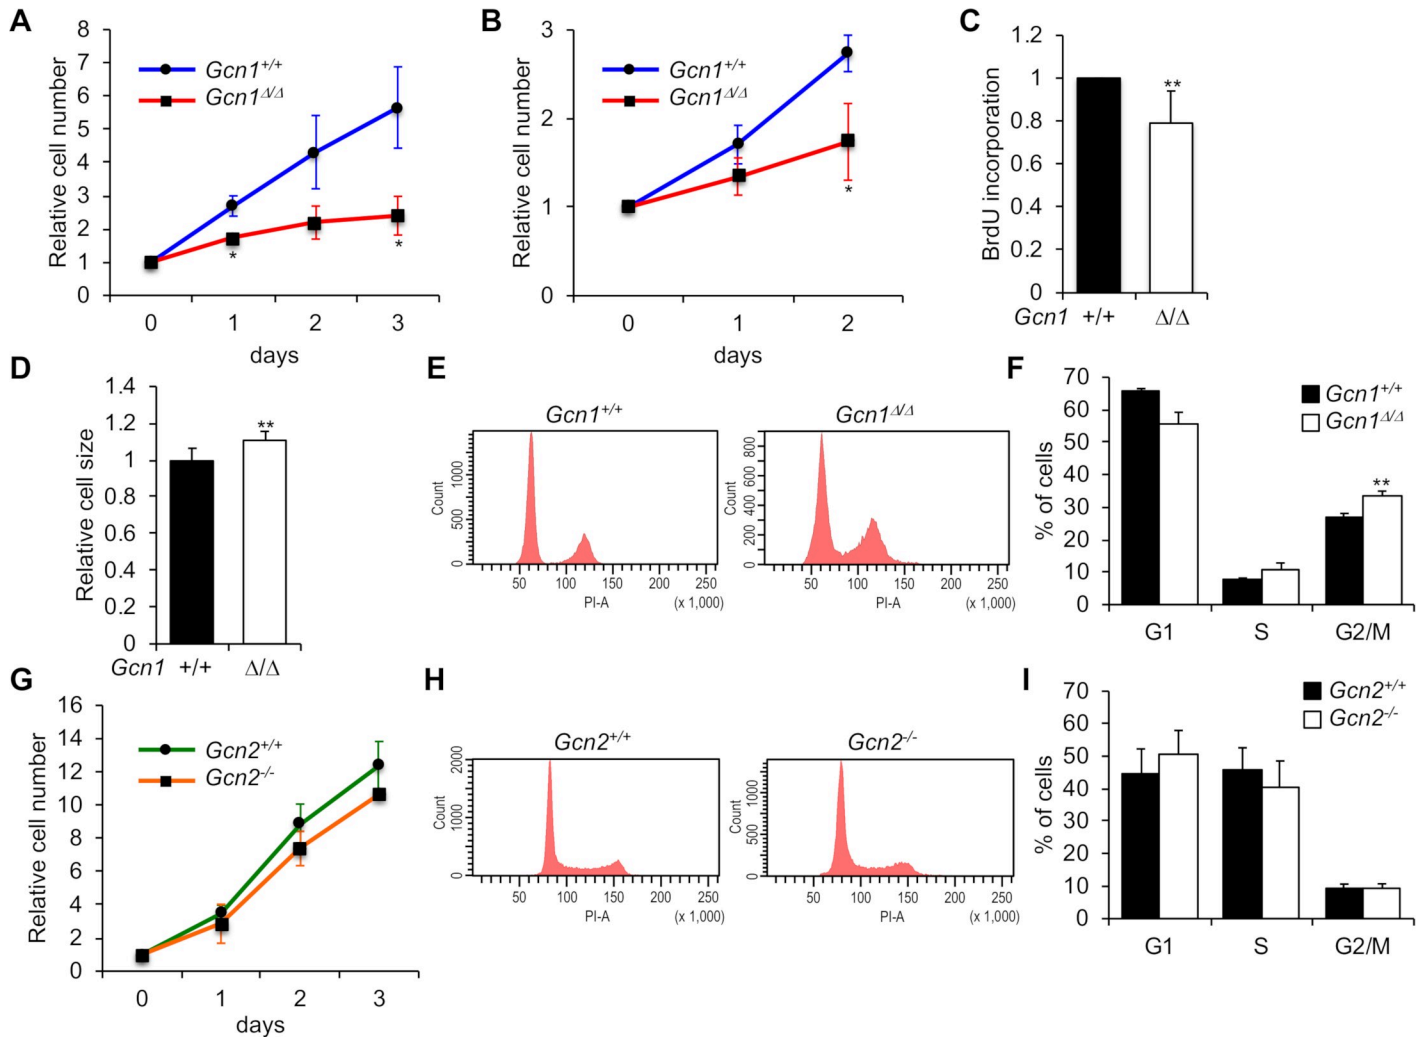 A
Relative cell number
8
7
6
5
4
3
2
1
0
Gcn1+/+
Gcn1Δ/Δ
*
*
0 1 2 3
days
B
Relative cell number
3
2
1
0
Gcn1+/+
Gcn1Δ/Δ
*
0 1 2
days
C
BrdU incorporation
1.2
1
0.8
0.6
0.4
0.2
0
**
Gcn1 +/+ Δ/Δ
D
Relative cell size
1.4
1.2
1
0.8
0.6
0.4
0.2
0
**
Gcn1 +/+ Δ/Δ
E
Gcn1+/+
Count
1000
500
0
50 100 150 200 250
PI-A (x 1,000)
Gcn1Δ/Δ
Count
800
600
400
200
0
50 100 150 200 250
PI-A (x 1,000)
F
% of cells
70
60
50
40
30
20
10
0
Gcn1+/+
Gcn1Δ/Δ
**
G1 S G2/M
G
Relative cell number
16
14
12
10
8
6
4
2
0
Gcn2+/+
Gcn2-/-
0 1 2 3
days
H
Gcn2+/+
Count
2000
1000
0
50 100 150 200 250
PI-A (x 1,000)
Gcn2-/-
Count
1000
500
0
50 100 150 200 250
PI-A (x 1,000)
I
% of cells
70
60
50
40
30
20
10
0
Gcn2+/+
Gcn2-/-
G1 S G2/M